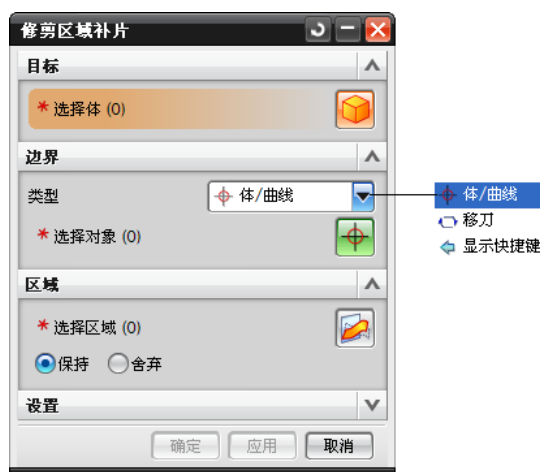 修剪区域补片
目标
* 选择体 (0)
边界
类型 体/曲线
体/曲线
移刀
显示快捷键
* 选择对象 (0)
区域
* 选择区域 (0)
保持 舍弃
设置
确定 应用 取消